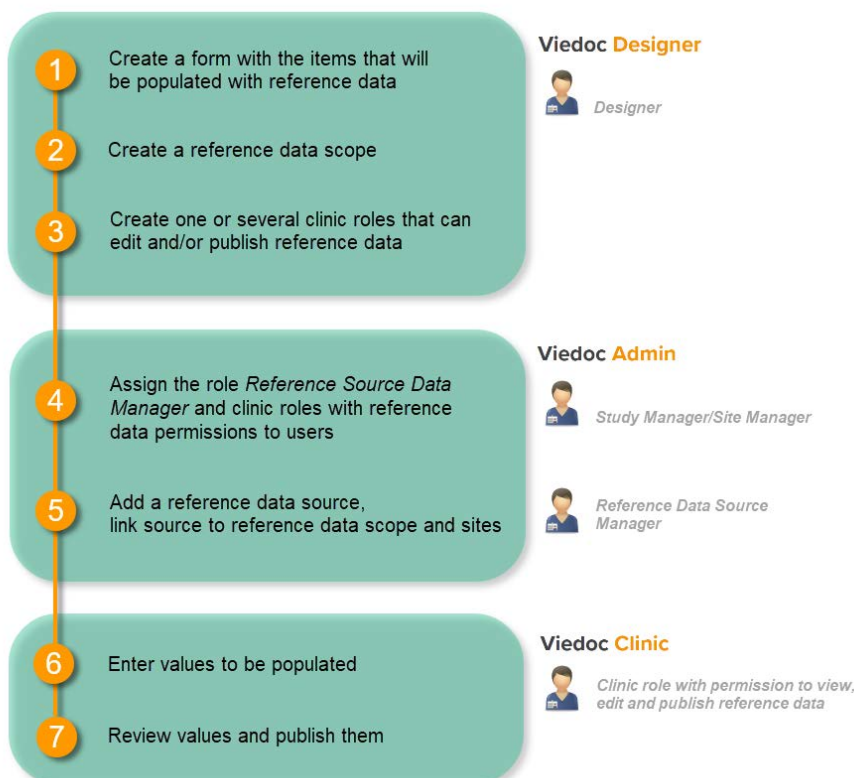 1
Create a form with the items that will
be populated with reference data
Viedoc Designer
Designer
2
Create a reference data scope
3
Create one or several clinic roles that can
edit and/or publish reference data
Viedoc Admin
4
Assign the role Reference Source Data
Manager and clinic roles with reference
data permissions to users
Study Manager/Site Manager
5
Add a reference data source,
link source to reference data scope and sites
Reference Data Source
Manager
Viedoc Clinic
6
Enter values to be populated
Clinic role with permission to view,
edit and publish reference data
7
Review values and publish them